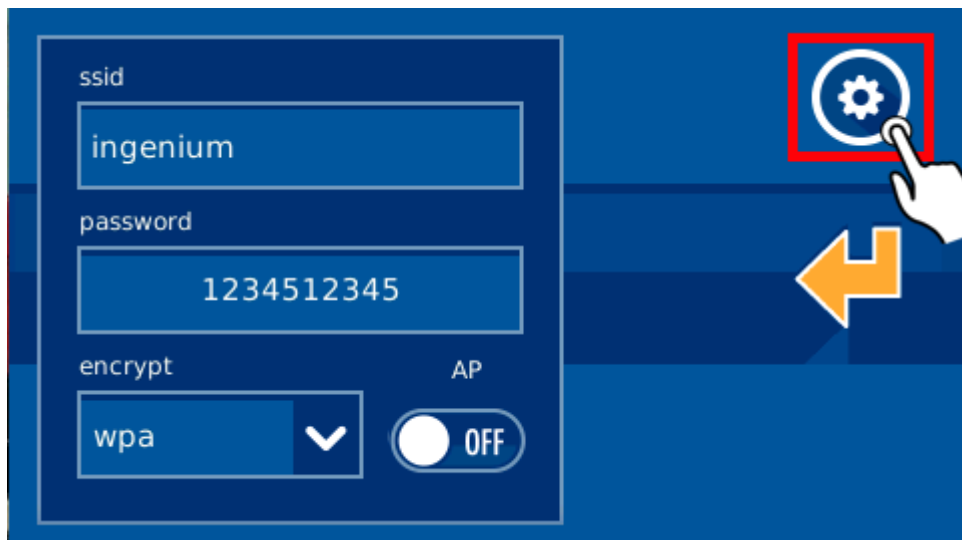 ssid
ingenium
password
1234512345
encrypt
AP
wpa
OFF